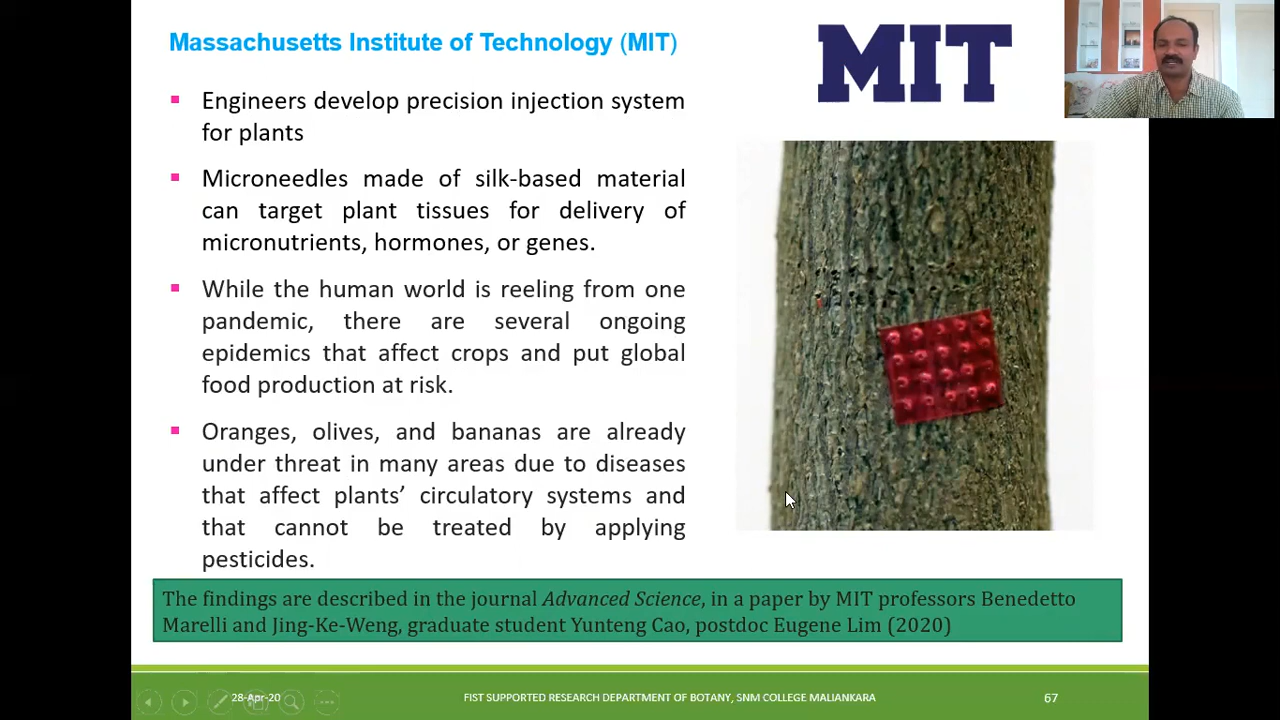 Massachusetts Institute of Technology (MIT)
MIT
Engineers develop precision injection system
for plants
Microneedles made of silk-based material
can target plant tissues for delivery of
micronutrients, hormones, or genes.
While the human world is reeling from one
pandemic, there are several ongoing
epidemics that affect crops and put global
food production at risk.
Oranges, olives, and bananas are already
under threat in many areas due to diseases
that affect plants’ circulatory systems and
that cannot be treated by applying
pesticides.
The findings are described in the journal Advanced Science, in a paper by MIT professors Benedetto
Marelli and Jing-Ke-Weng, graduate student Yunteng Cao, postdoc Eugene Lim (2020)
28-Apr-20 FIST SUPPORTED RESEARCH DEPARTMENT OF BOTANY, SNM COLLEGE MALIANKARA 67